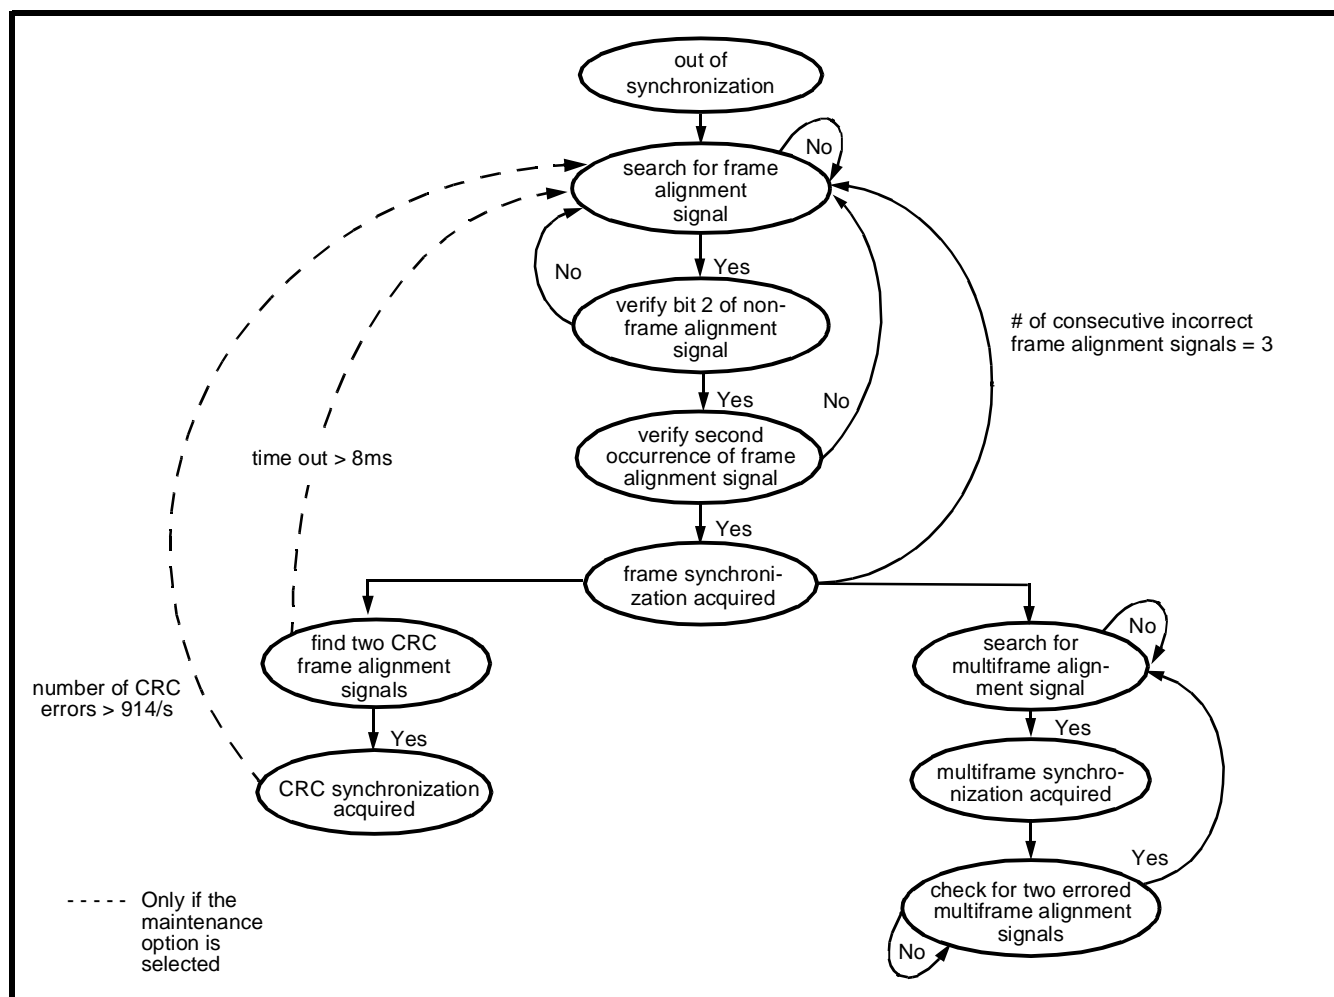 out of
synchronization
No
search for frame
alignment
signal
No
Yes
verify bit 2 of non-
frame alignment
signal
# of consecutive incorrect
frame alignment signals = 3
Yes
No
verify second
occurrence of frame
alignment signal
time out > 8ms
Yes
frame synchroni-
zation acquired
find two CRC
frame alignment
signals
No
search for
multiframe align-
ment signal
number of CRC
errors > 914/s
Yes
Yes
CRC synchronization
acquired
multiframe synchro-
nization acquired
Yes
check for two errored
multiframe alignment
signals
No
- - - - - Only if the
maintenance
option is
selected